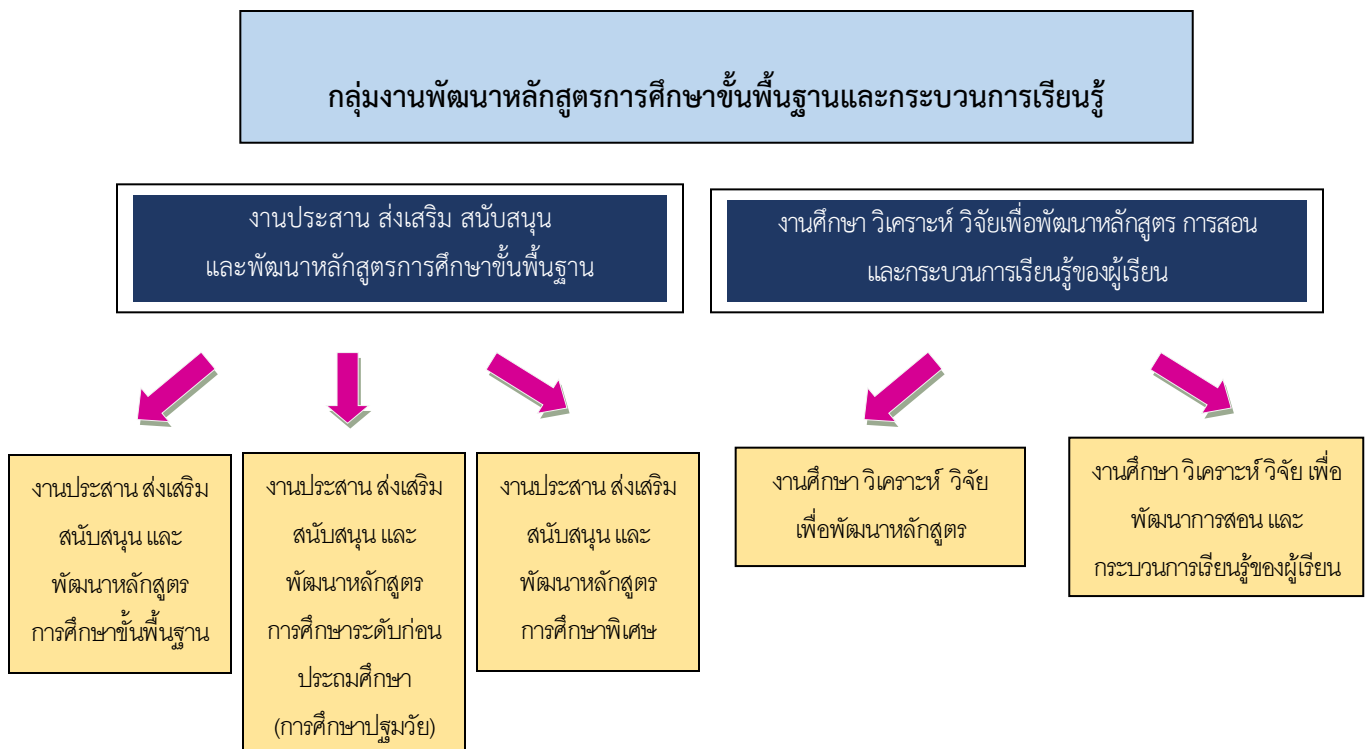 กลุ่มงานพัฒนาหลักสูตรการศึกษาขั้นพื้นฐานและกระบวนการเรียนรู้
งานประสาน ส่งเสริม สนับสนุน
และพัฒนาหลักสูตรการศึกษาขั้นพื้นฐาน
งานศึกษา วิเคราะห์ วิจัยเพื่อพัฒนาหลักสูตร การสอน
และกระบวนการเรียนรู้ของผู้เรียน
งานประสาน ส่งเสริม
สนับสนุน และ
พัฒนาหลักสูตร
การศึกษาขั้นพื้นฐาน
งานประสาน ส่งเสริม
สนับสนุน และ
พัฒนาหลักสูตร
การศึกษาระดับก่อน
ประถมศึกษา
(การศึกษาปฐมวัย)
งานประสาน ส่งเสริม
สนับสนุน และ
พัฒนาหลักสูตร
การศึกษาพิเศษ
งานศึกษา วิเคราะห์ วิจัย
เพื่อพัฒนาหลักสูตร
งานศึกษา วิเคราะห์ วิจัย เพื่อ
พัฒนาการสอน และ
กระบวนการเรียนรู้ของผู้เรียน